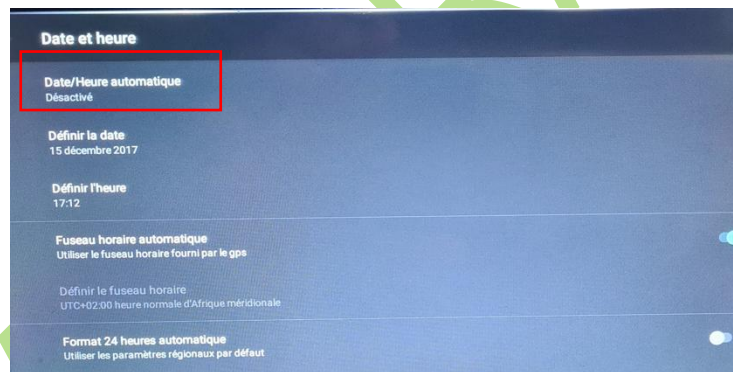 Date et heure
Date/Heure automatique
Désactivé
Définir la date
15 décembre 2017
Définir l'heure
17:12
Fuseau horaire automatique
Utiliser le fuseau horaire fourni par le gps
Définir le fuseau horaire
UTC+02:00 heure normale d'Afrique méridionale
Format 24 heures automatique
Utiliser les paramètres régionaux par défaut